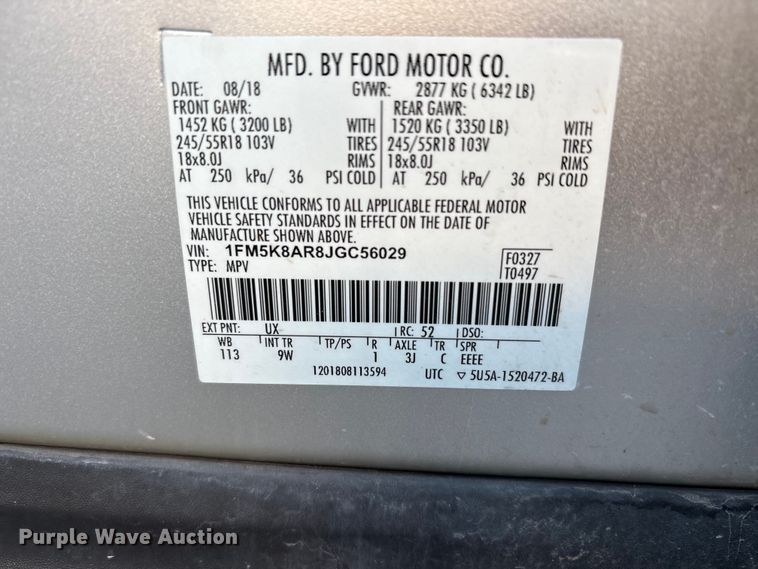 MFD. BY FORD MOTOR CO.
DATE: 08/18 GVWR: 2877 KG ( 6342 LB)
FRONT GAWR: REAR GAWR:
1452 KG ( 3200 LB) WITH 1520 KG ( 3350 LB) WITH
245/55R18 103V TIRES 245/55R18 103V TIRES
18x8.0J RIMS 18x8.0J RIMS
AT 250 kPa/ 36 PSI COLD AT 250 kPa/ 36 PSI COLD
THIS VEHICLE CONFORMS TO ALL APPLICABLE FEDERAL MOTOR
VEHICLE SAFETY STANDARDS IN EFFECT ON THE DATE OF
MANUFACTURE SHOWN ABOVE.
VIN: 1FM5K8AR8JGC56029 F0327
TYPE: MPV T0497
EXT PNT: UX RC: 52 DSO:
WB INT TR TP/PS R AXLE TR SPR
113 9W 1 3J C EEEE
1201808113594 UTC ▽ 5U5A-1520472-BA
Purple Wave Auction®